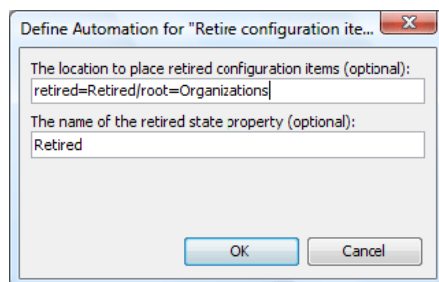 Define Automation for "Retire configuration ite...
The location to place retired configuration items (optional):
retired=Retired/root=Organizations
The name of the retired state property (optional):
Retired
OK
Cancel